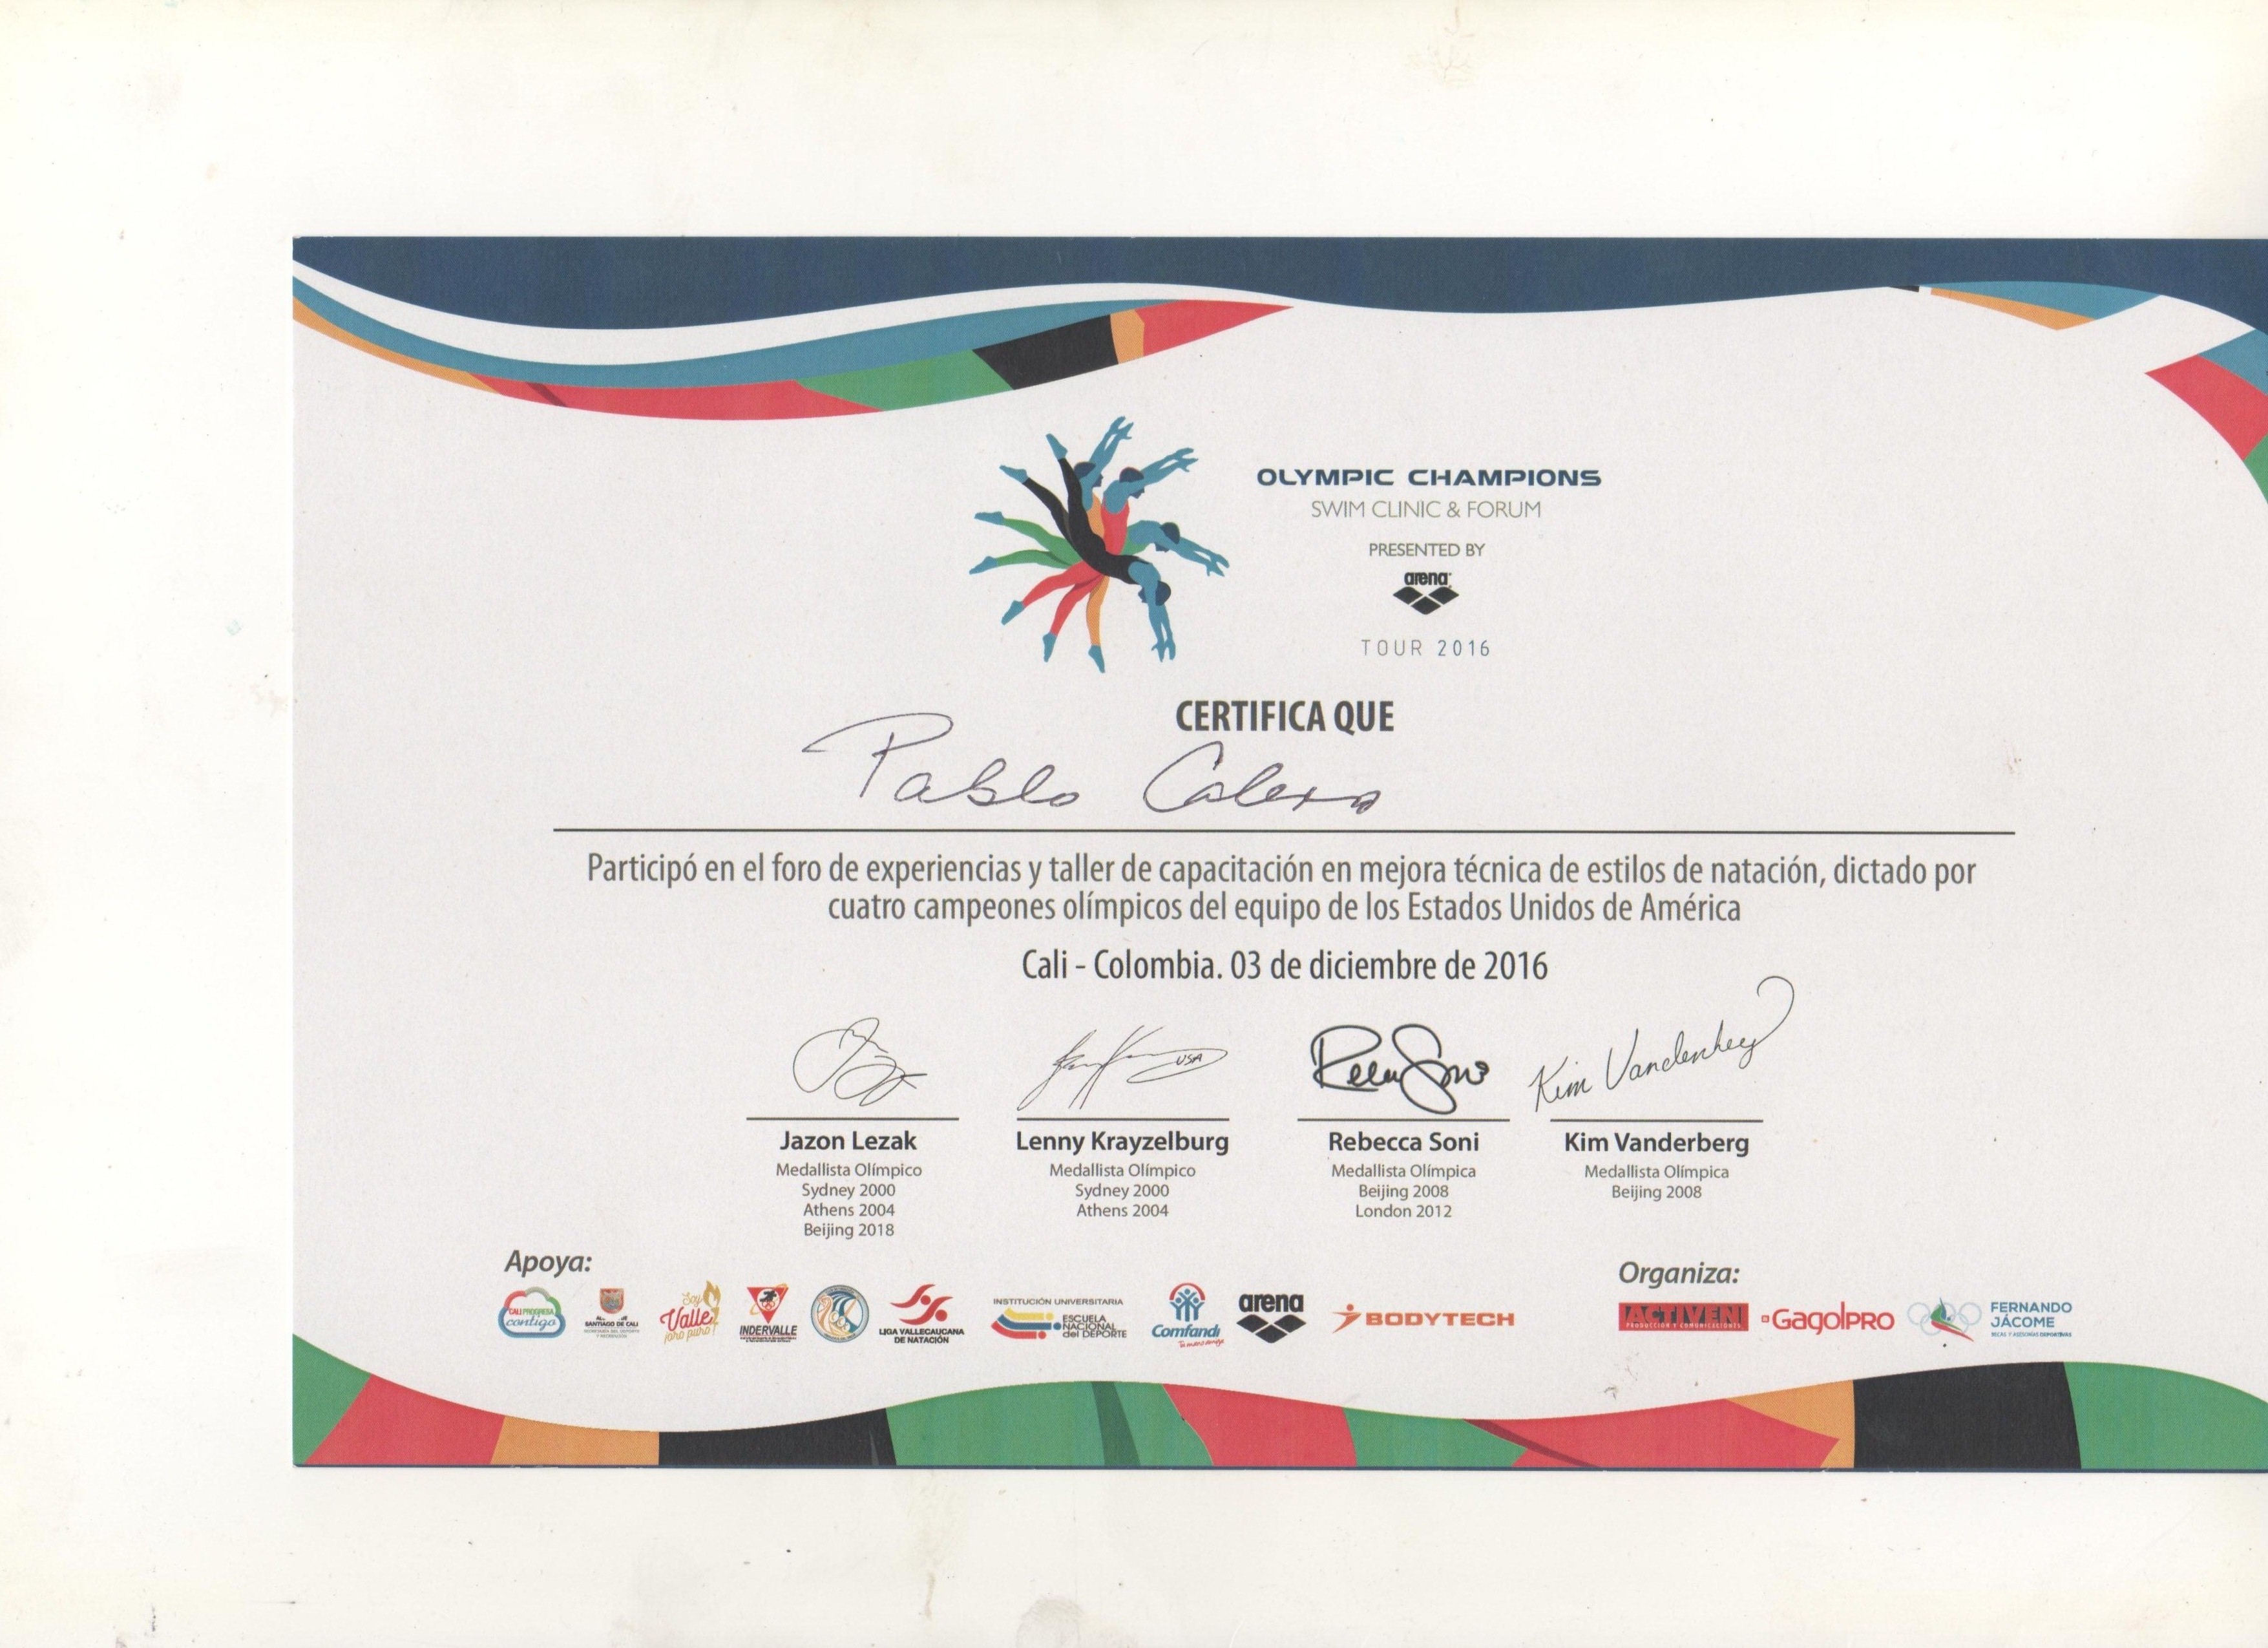 OLYMPIC CHAMPIONS
SWIM CLINIC & FORUM
PRESENTED BY
arena
TOUR 2016
CERTIFICA QUE
Pablo Calero
Participó en el foro de experiencias y taller de capacitación en mejora técnica de estilos de natación, dictado por
cuatro campeones olímpicos del equipo de los Estados Unidos de América
Cali - Colombia. 03 de diciembre de 2016
USA
Kim Vandenberg
Jazon Lezak
Medallista Olímpico
Sydney 2000
Athens 2004
Beijing 2018
Lenny Krayzelburg
Medallista Olímpico
Sydney 2000
Athens 2004
Rebecca Soni
Medallista Olímpica
Beijing 2008
London 2012
Kim Vanderberg
Medallista Olímpica
Beijing 2008
Apoya:
CALI PROGRESA
contigo
SANTIAGO DE CALI
Soy
Valle
¡oro puro!
INDERVALLE
LIGA VALLECAUCANA
DE NATACIÓN
INSTITUCIÓN UNIVERSITARIA
ESCUELA
NACIONAL
del DEPORTE
Comfandi
arena
BODYTECH
Organiza:
ACTIVEN
PRODUCCIÓN Y COMUNICACIONES
GagolPRO
FERNANDO
JÁCOME
BECAS Y ASESORÍAS DEPORTIVAS